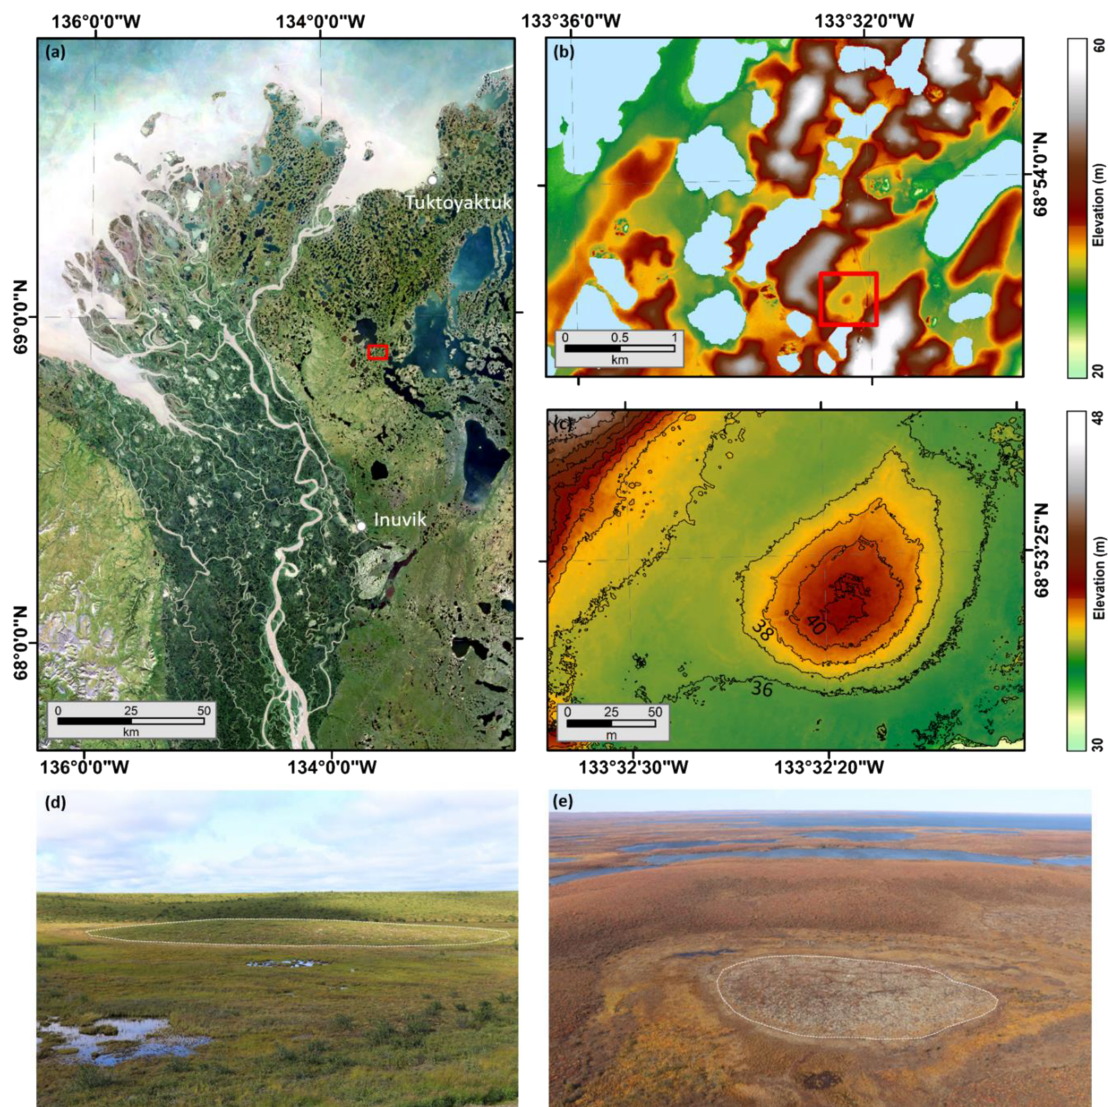 136°0'0"W 134°0'0"W
(a)
Tuktoyaktuk
69°0'0"N
Inuvik
68°0'0"N
0 25 50
km
136°0'0"W 134°0'0"W
133°36'0"W 133°32'0"W
(b)
68°54'0"N
0 0.5 1
km
60
Elevation (m)
20
(c)
38
40
36
68°53'25"N
0 25 50
m
133°32'30"W 133°32'20"W
48
Elevation (m)
30
(d)
(e)